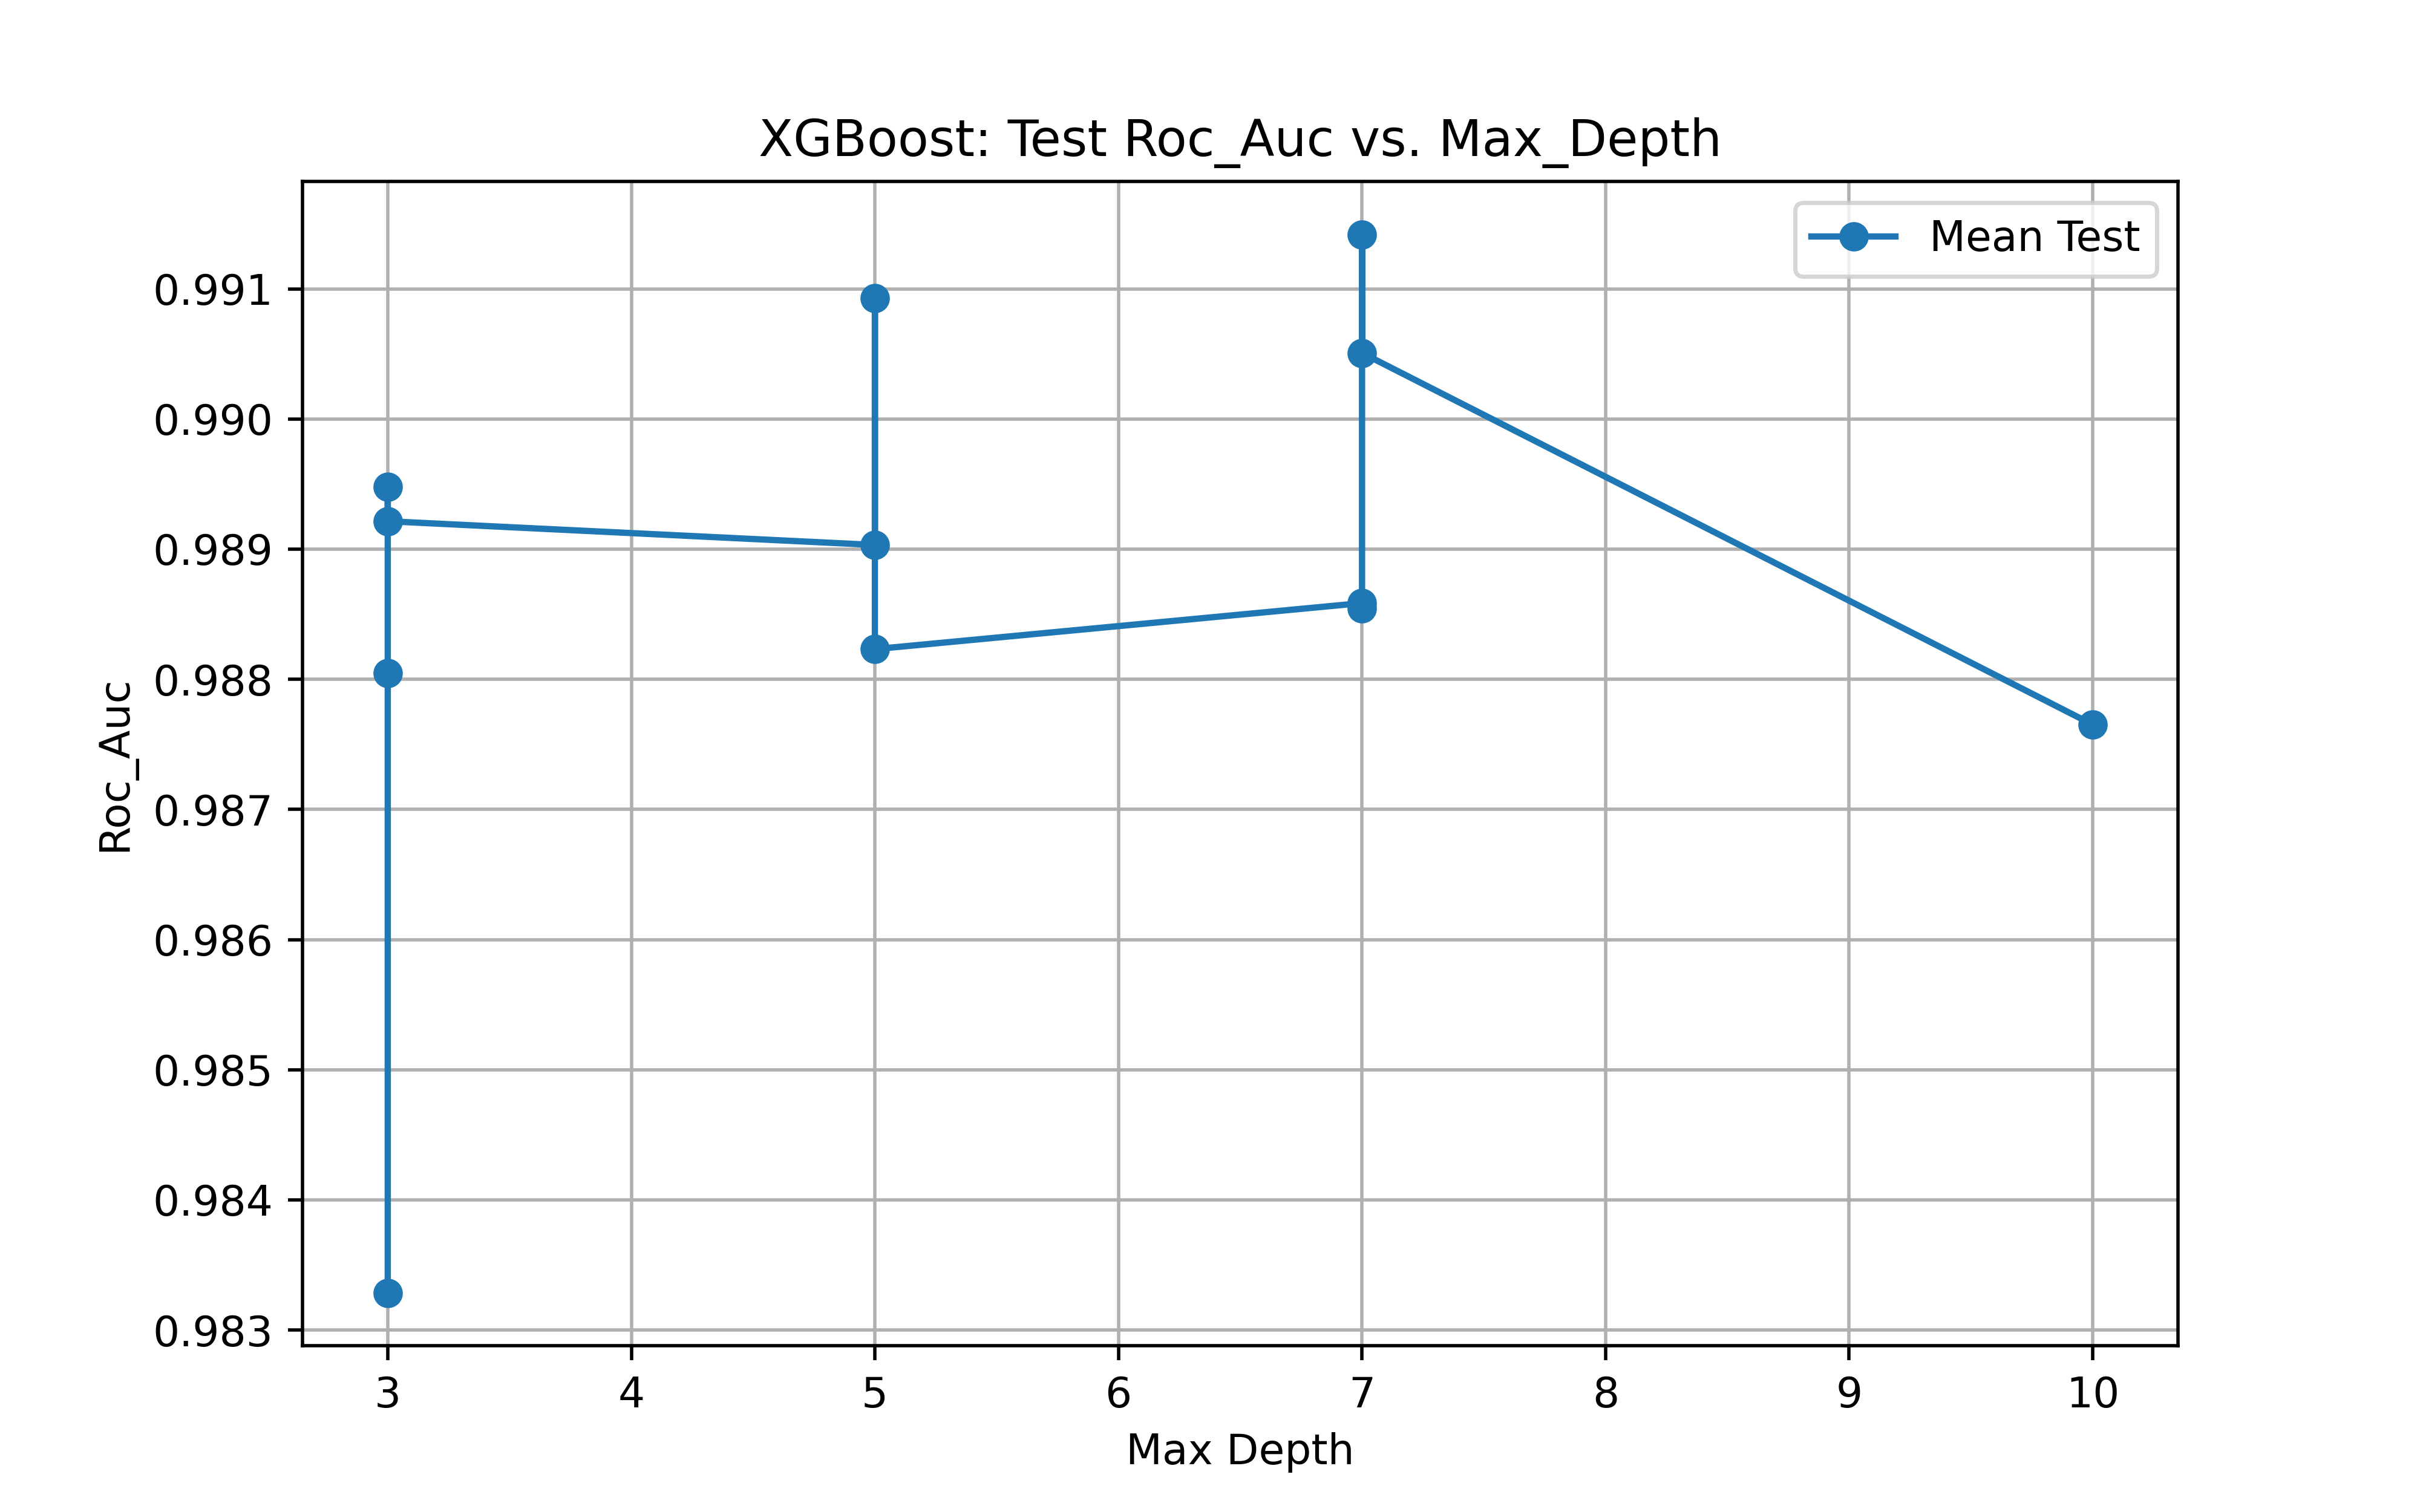 XGBoost: Test Roc_Auc vs. Max_Depth
Mean Test
0.991
0.990
0.989
0.988
0.987
0.986
0.985
0.984
0.983
Roc_Auc
3 4 5 6 7 8 9 10
Max Depth